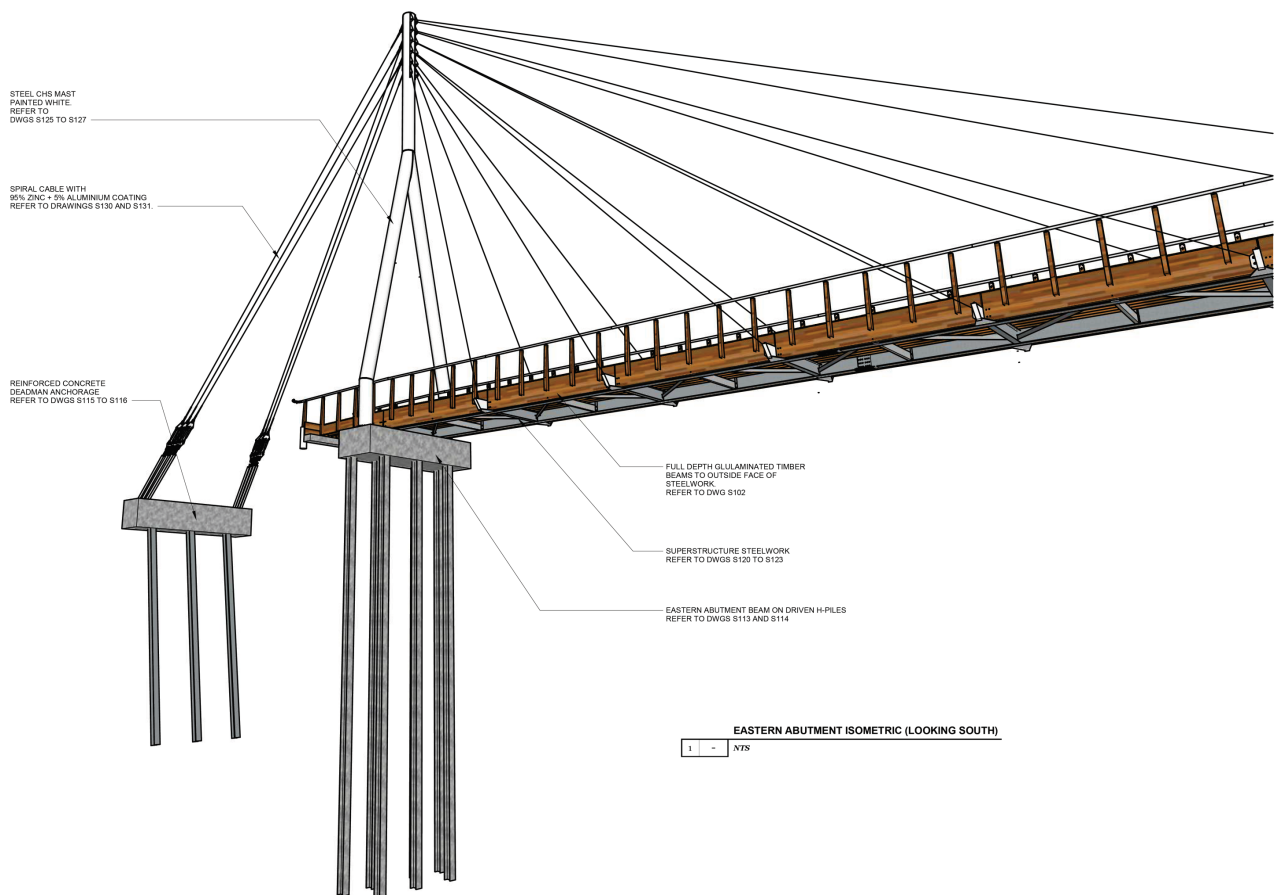 STEEL CHS MAST
PAINTED WHITE.
REFER TO
DWGS S125 TO S127
SPIRAL CABLE WITH
95% ZINC + 5% ALUMINIUM COATING
REFER TO DRAWINGS S130 AND S131.
REINFORCED CONCRETE
DEADMAN ANCHORAGE
REFER TO DWGS S115 TO S116
FULL DEPTH GLULAMINATED TIMBER
BEAMS TO OUTSIDE FACE OF
STEELWORK.
REFER TO DWG S102
SUPERSTRUCTURE STEELWORK
REFER TO DWGS S120 TO S123
EASTERN ABUTMENT BEAM ON DRIVEN H-PILES
REFER TO DWGS S113 AND S114
EASTERN ABUTMENT ISOMETRIC (LOOKING SOUTH)
1 - NTS